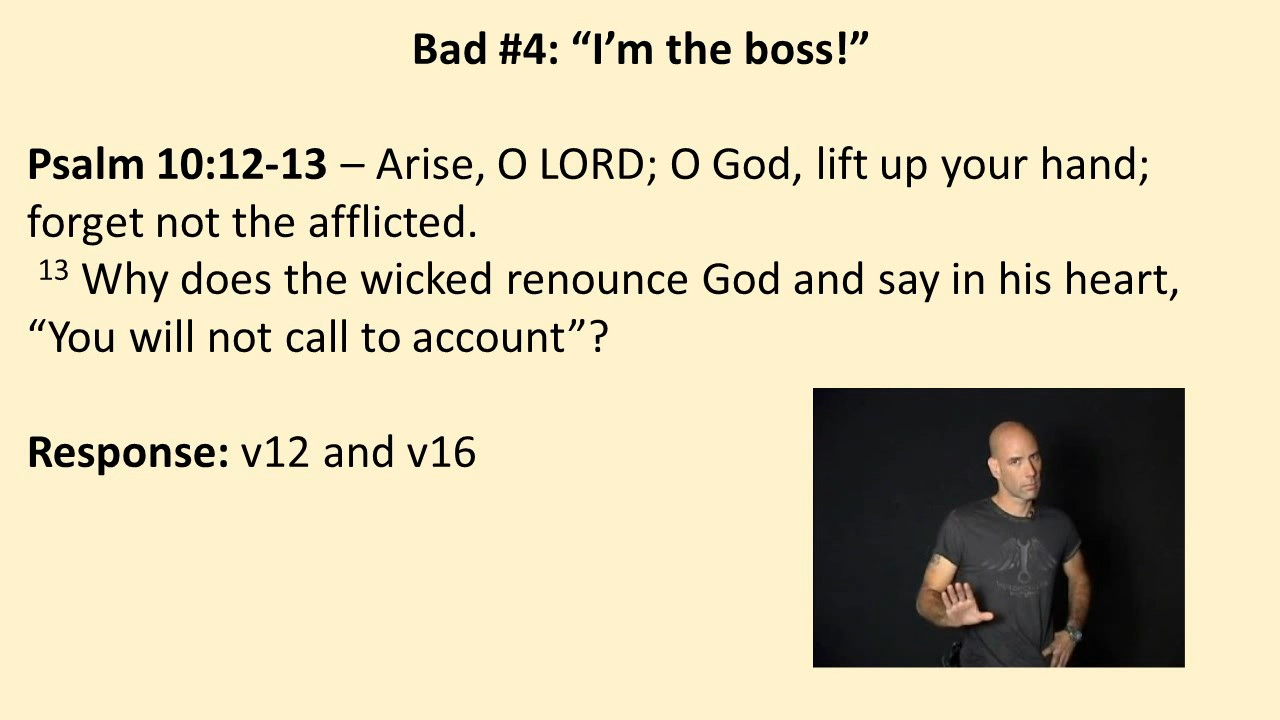 Bad #4: “I’m the boss!”
Psalm 10:12-13 – Arise, O LORD; O God, lift up your hand;
forget not the afflicted.
13 Why does the wicked renounce God and say in his heart,
“You will not call to account”?
Response: v12 and v16